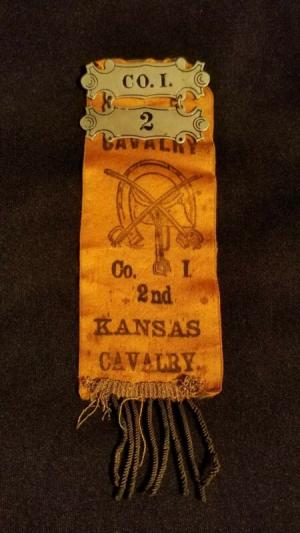 CO. I.
2
CAVALRY
Co. I.
2nd
KANSAS
CAVALRY.